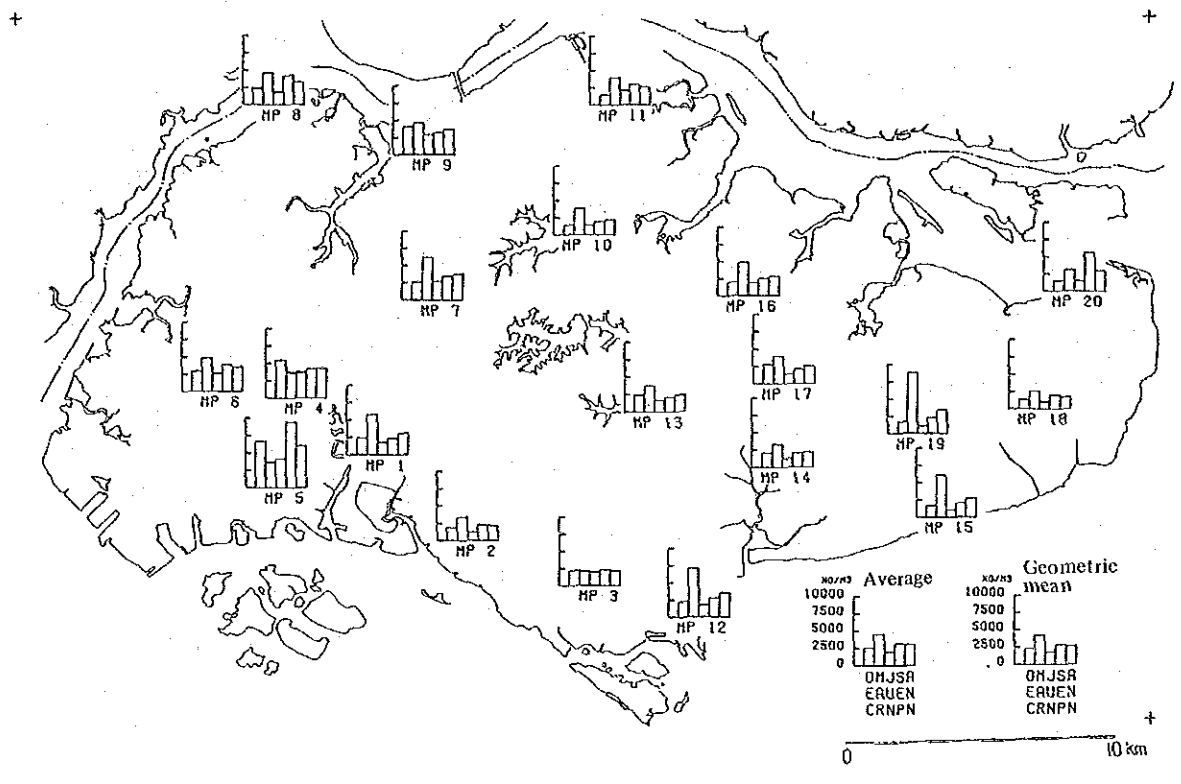 MP 8
MP 11
MP 9
MP 10
MP 7
MP 16
MP 20
MP 6
MP 4
MP 13
MP 17
MP 18
MP 1
MP 19
MP 5
MP 14
MP 2
MP 15
MP 3
MP 12
NO/M3 Average
10000
7500
5000
2500
0
OMJSA
EAUEN
CRNPN
NO/M3 Geometric
mean
10000
7500
5000
2500
0
OMJSA
EAUEN
CRNPN
0 10 km